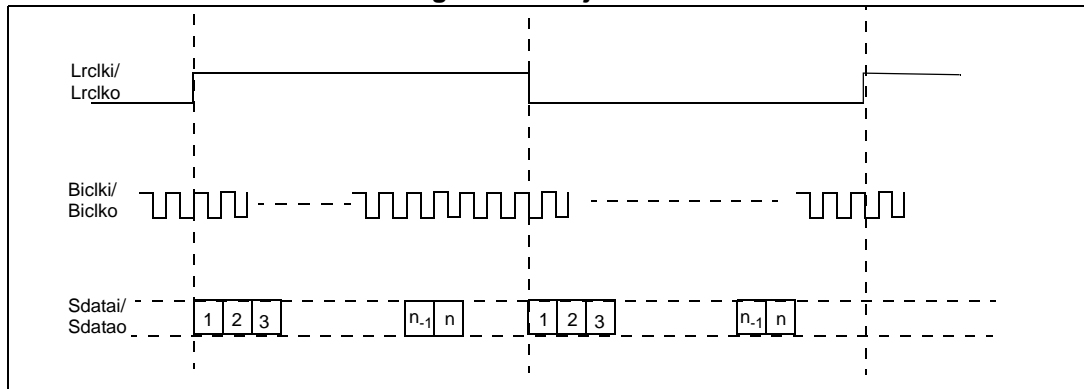 Lrclki/
Lrclko
Biclki/
Biclko
Sdatai/
Sdatao
1 2 3 n-1 n 1 2 3 n-1 n